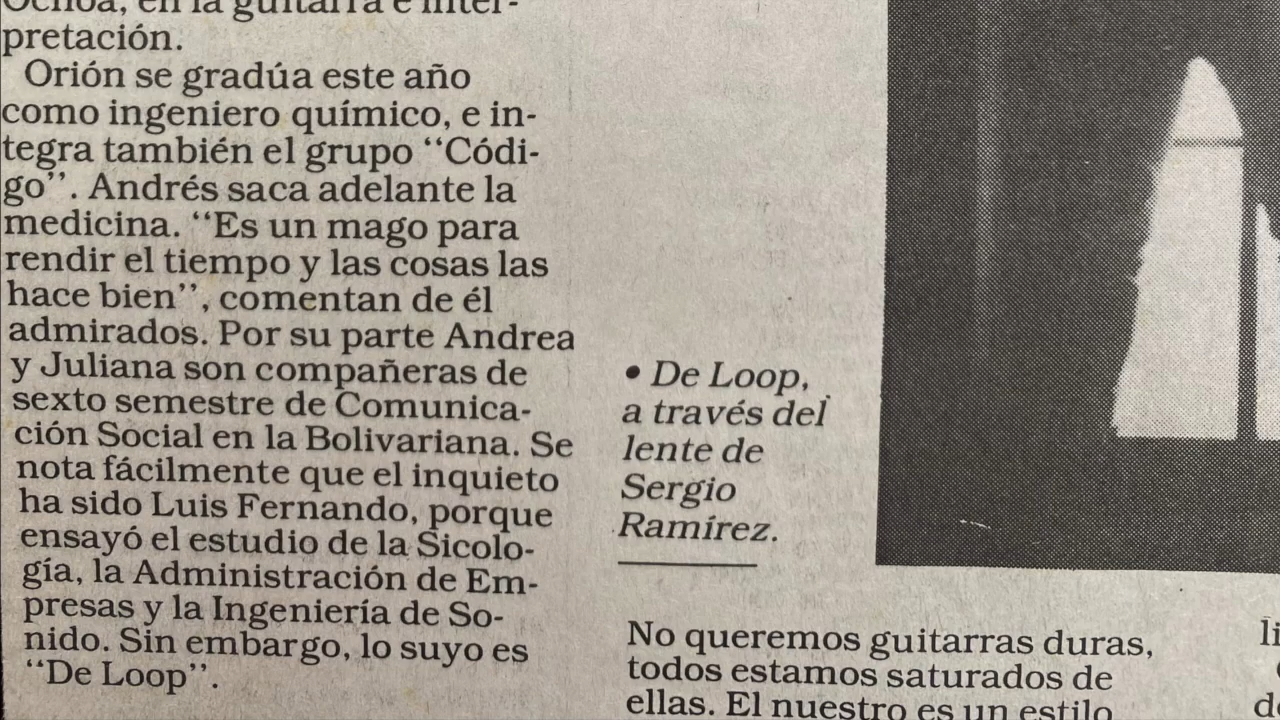 Ochoa, en la guitarra e inter-
pretación.
Orión se gradúa este año
como ingeniero químico, e in-
tegra también el grupo “Códi-
go”. Andrés saca adelante la
medicina. “Es un mago para
rendir el tiempo y las cosas las
hace bien”, comentan de él
admirados. Por su parte Andrea
y Juliana son compañeras de
sexto semestre de Comunica-
ción Social en la Bolivariana. Se
nota fácilmente que el inquieto
ha sido Luis Fernando, porque
ensayó el estudio de la Sicolo-
gía, la Administración de Em-
presas y la Ingeniería de So-
nido. Sin embargo, lo suyo es
“De Loop”.
• De Loop,
a través del
lente de
Sergio
Ramírez.
No queremos guitarras duras,
todos estamos saturados de
ellas. El nuestro es un estilo